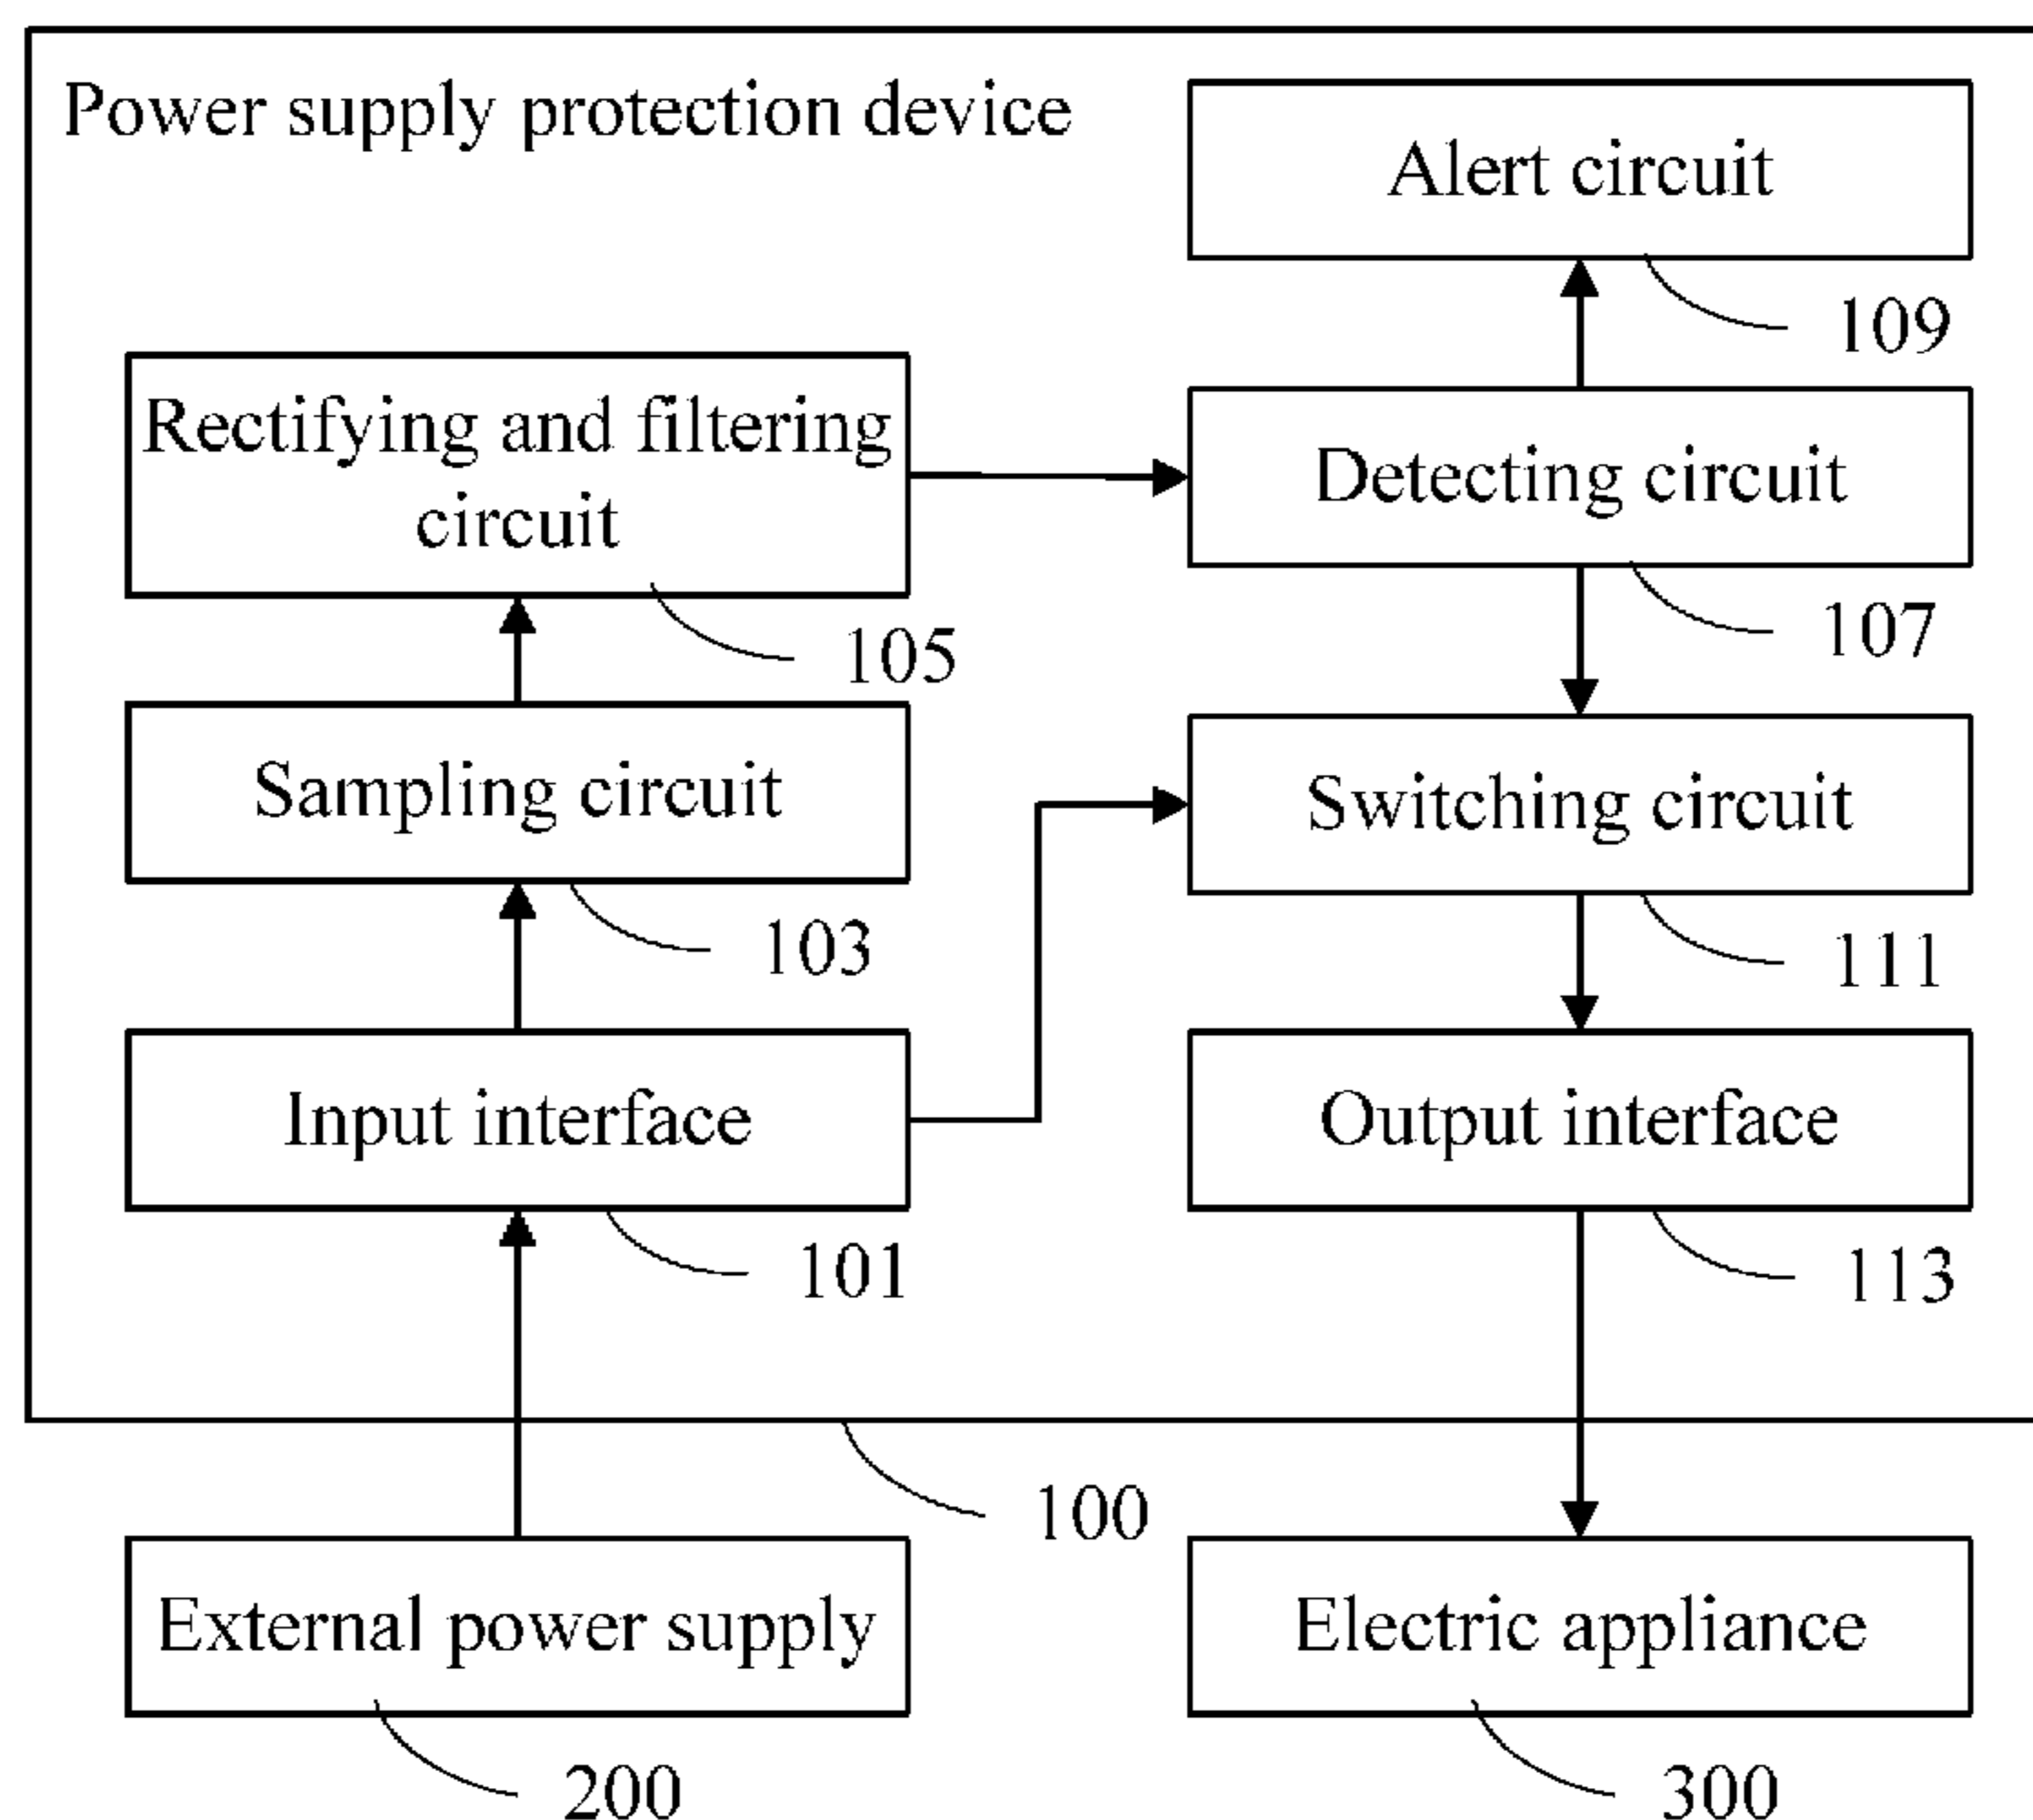 Power supply protection device
Alert circuit
109
Rectifying and filtering
circuit
105
Detecting circuit
107
Sampling circuit
103
Switching circuit
111
Input interface
101
Output interface
113
100
External power supply
200
Electric appliance
300